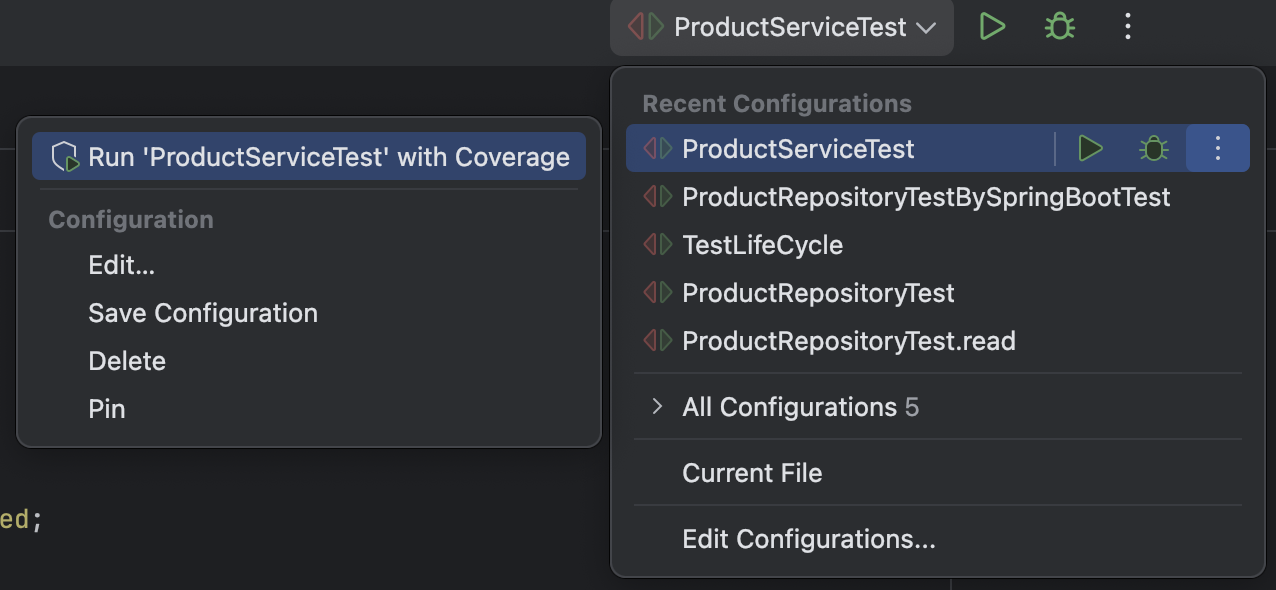 ProductServiceTest
Recent Configurations
ProductServiceTest
ProductRepositoryTestBySpringBootTest
TestLifeCycle
ProductRepositoryTest
ProductRepositoryTest.read
All Configurations 5
Current File
Edit Configurations...
Run 'ProductServiceTest' with Coverage
Configuration
Edit...
Save Configuration
Delete
Pin
ed;